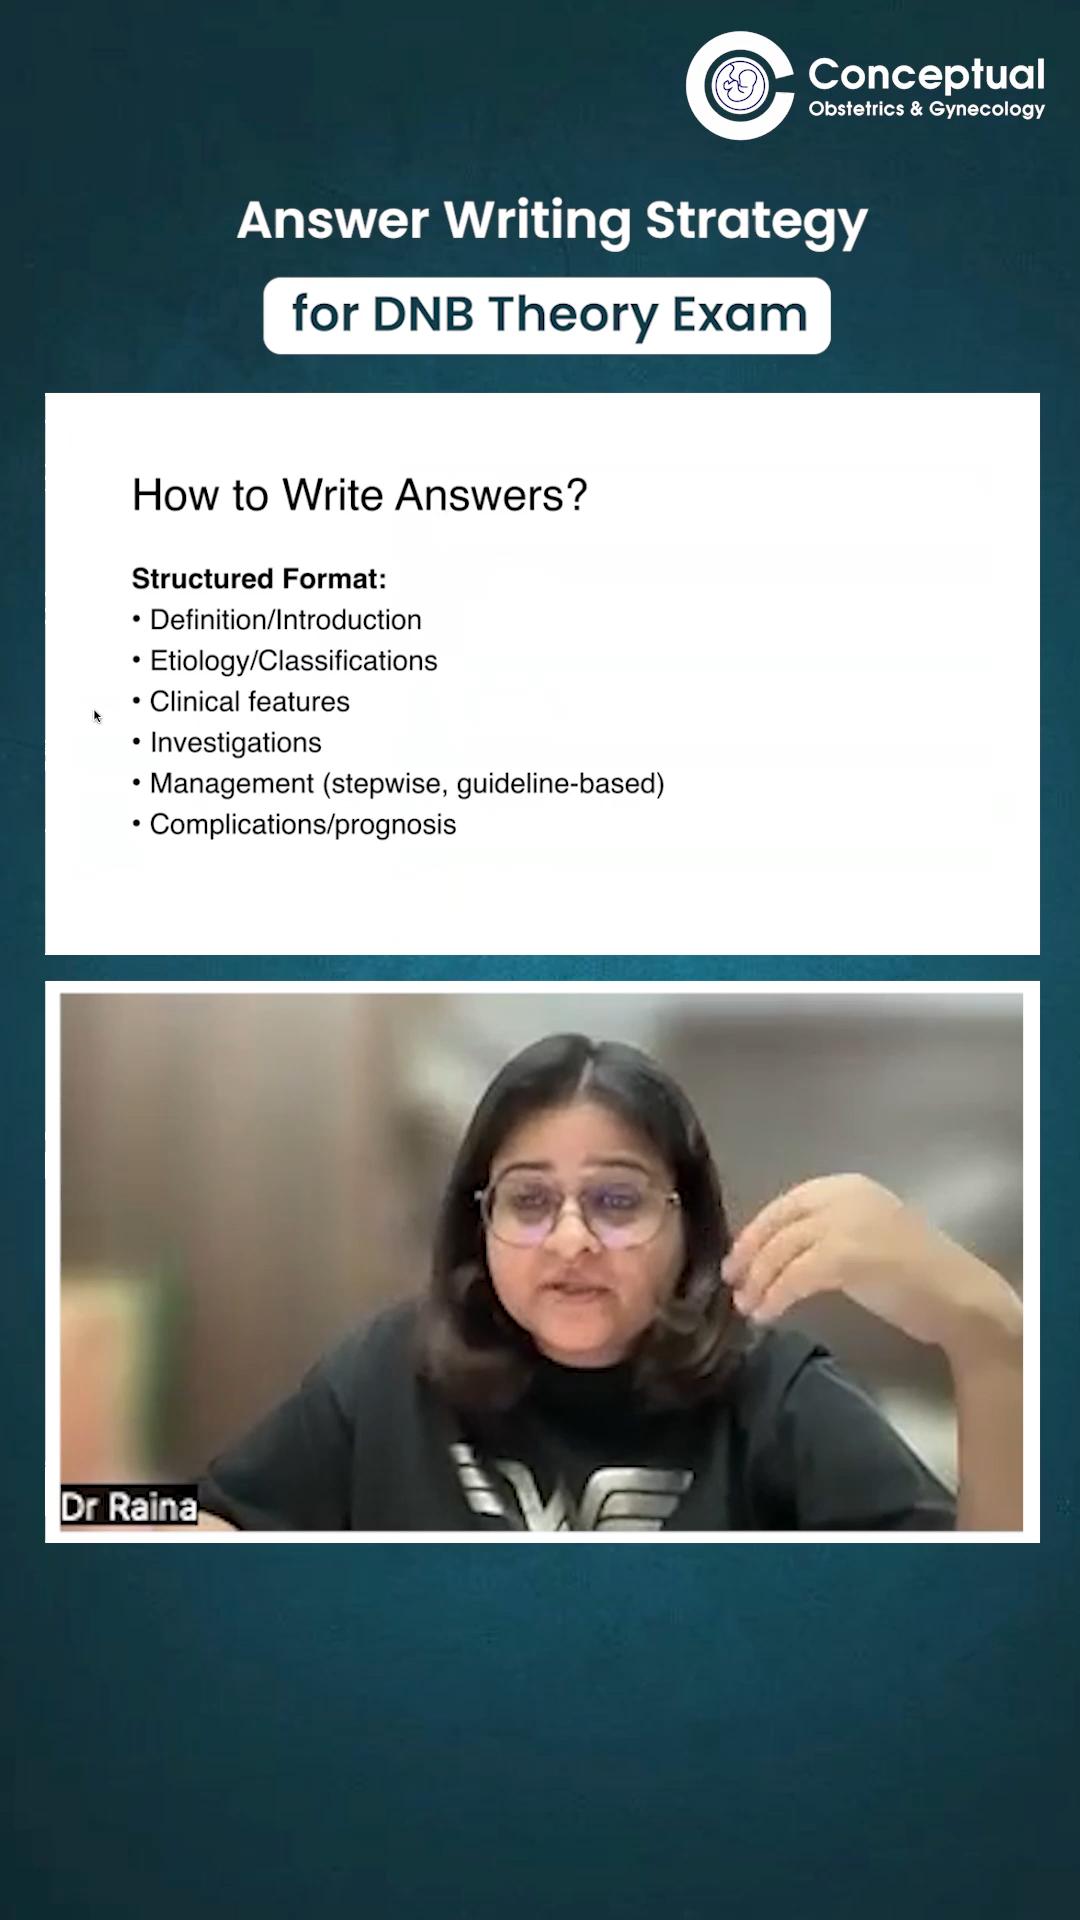 Conceptual
Obstetrics & Gynecology
Answer Writing Strategy
for DNB Theory Exam
How to Write Answers?
Structured Format:
• Definition/Introduction
• Etiology/Classifications
• Clinical features
• Investigations
• Management (stepwise, guideline-based)
• Complications/prognosis
Dr Raina